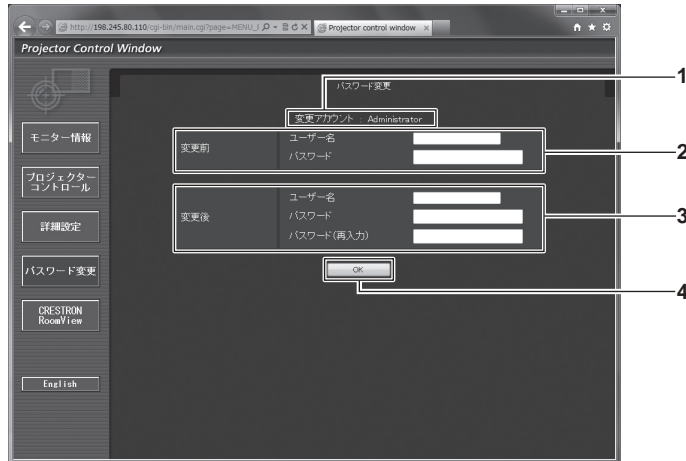 http://198.245.80.110/cgi-bin/main.cgi?page=MENU_
Projector control window
Projector Control Window
パスワード変更
1
変更アカウント : Administrator
モニター情報
変更前
ユーザー名
パスワード
2
プロジェクター
コントロール
変更後
ユーザー名
パスワード
パスワード(再入力)
3
詳細設定
OK
4
パスワード変更
CRESTRON
RoomView
English